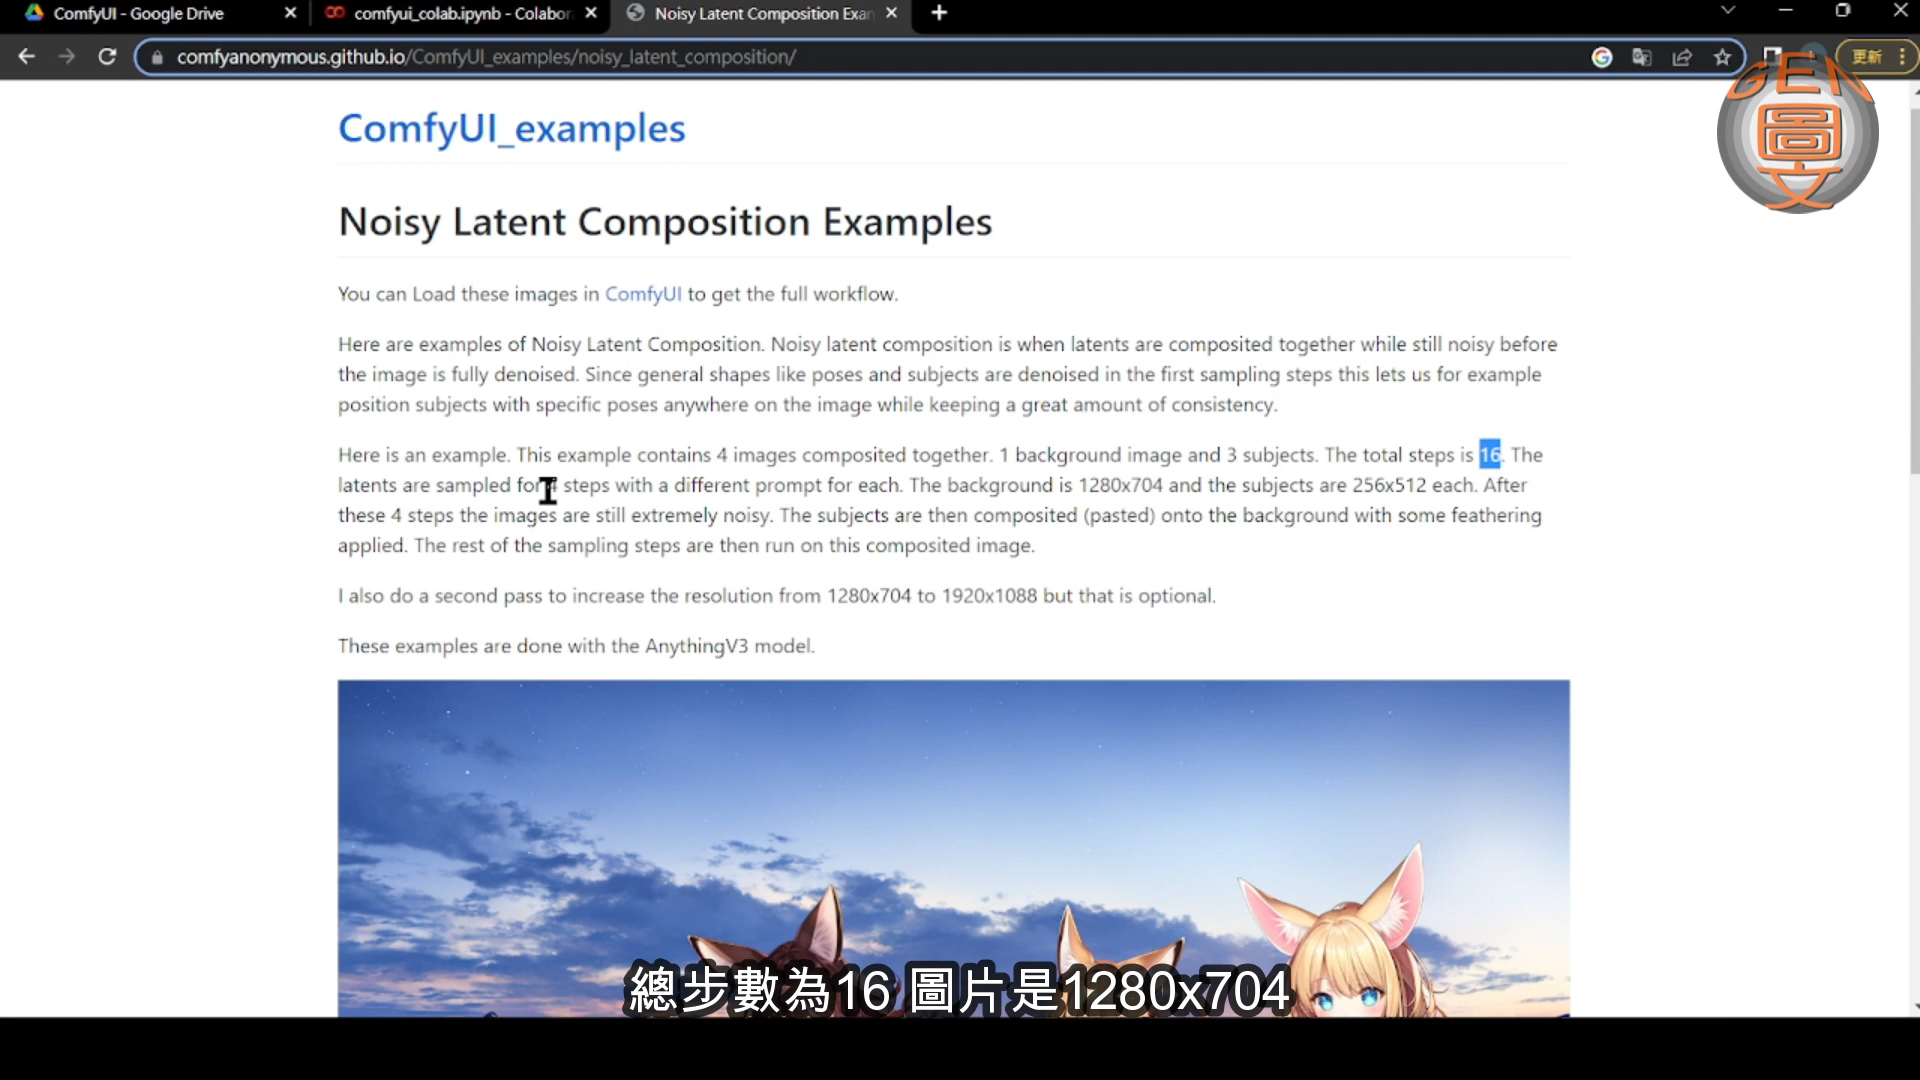 ComfyUI - Google Drive
comfyui_colab.ipynb - Colabor
Noisy Latent Composition Exan
comfyanonymous.github.io/ComfyUI_examples/noisy_latent_composition/
更新
GEN
圖
文
ComfyUI_examples
Noisy Latent Composition Examples
You can Load these images in ComfyUI to get the full workflow.
Here are examples of Noisy Latent Composition. Noisy latent composition is when latents are composited together while still noisy before
the image is fully denoised. Since general shapes like poses and subjects are denoised in the first sampling steps this lets us for example
position subjects with specific poses anywhere on the image while keeping a great amount of consistency.
Here is an example. This example contains 4 images composited together. 1 background image and 3 subjects. The total steps is 16. The
latents are sampled for 4 steps with a different prompt for each. The background is 1280x704 and the subjects are 256x512 each. After
these 4 steps the images are still extremely noisy. The subjects are then composited (pasted) onto the background with some feathering
applied. The rest of the sampling steps are then run on this composited image.
I also do a second pass to increase the resolution from 1280x704 to 1920x1088 but that is optional.
These examples are done with the AnythingV3 model.
總步數為16 圖片是1280x704